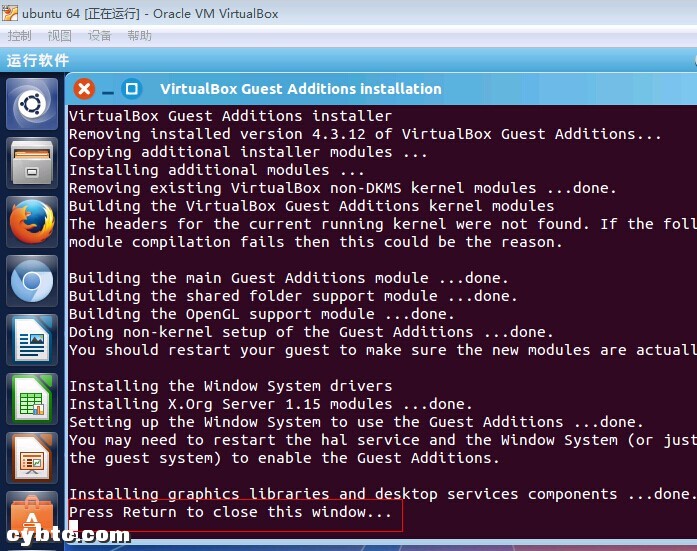 ubuntu 64 [正在运行] - Oracle VM VirtualBox
控制 视图 设备 帮助
运行软件
VirtualBox Guest Additions installation
VirtualBox Guest Additions installer
Removing installed version 4.3.12 of VirtualBox Guest Additions...
Copying additional installer modules ...
Installing additional modules ...
Removing existing VirtualBox non-DKMS kernel modules ...done.
Building the VirtualBox Guest Additions kernel modules
The headers for the current running kernel were not found. If the foll
module compilation fails then this could be the reason.
Building the main Guest Additions module ...done.
Building the shared folder support module ...done.
Building the OpenGL support module ...done.
Doing non-kernel setup of the Guest Additions ...done.
You should restart your guest to make sure the new modules are actuall
Installing the Window System drivers
Installing X.Org Server 1.15 modules ...done.
Setting up the Window System to use the Guest Additions ...done.
You may need to restart the hal service and the Window System (or just
the guest system) to enable the Guest Additions.
Installing graphics libraries and desktop services components ...done.
Press Return to close this window...
cybtc.com